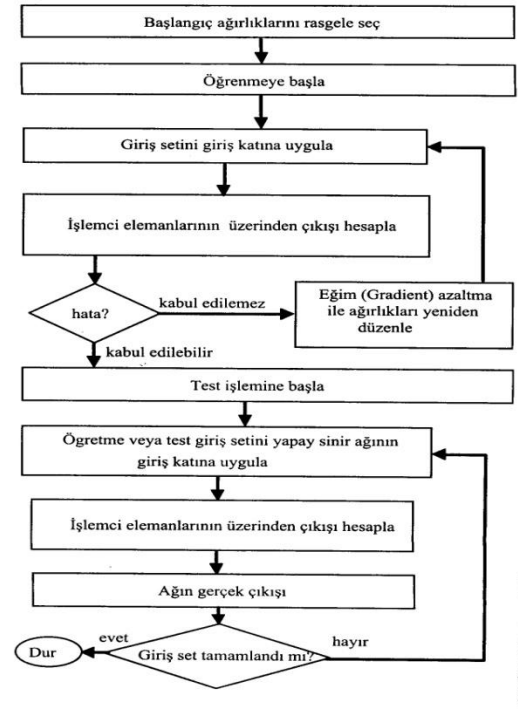 Başlangıç ağırlıklarını rasgele seç
Öğrenmeye başla
Giriş setini giriş katına uygula
İşlemci elemanlarının üzerinden çıkışı hesapla
hata?
kabul edilemez
Eğim (Gradient) azaltma
ile ağırlıkları yeniden
düzenle
kabul edilebilir
Test işlemine başla
Ögretme veya test giriş setini yapay sinir ağının
giriş katına uygula
İşlemci elemanlarının üzerinden çıkışı hesapla
Ağın gerçek çıkışı
evet
hayır
Dur
Giriş set tamamlandı mı?